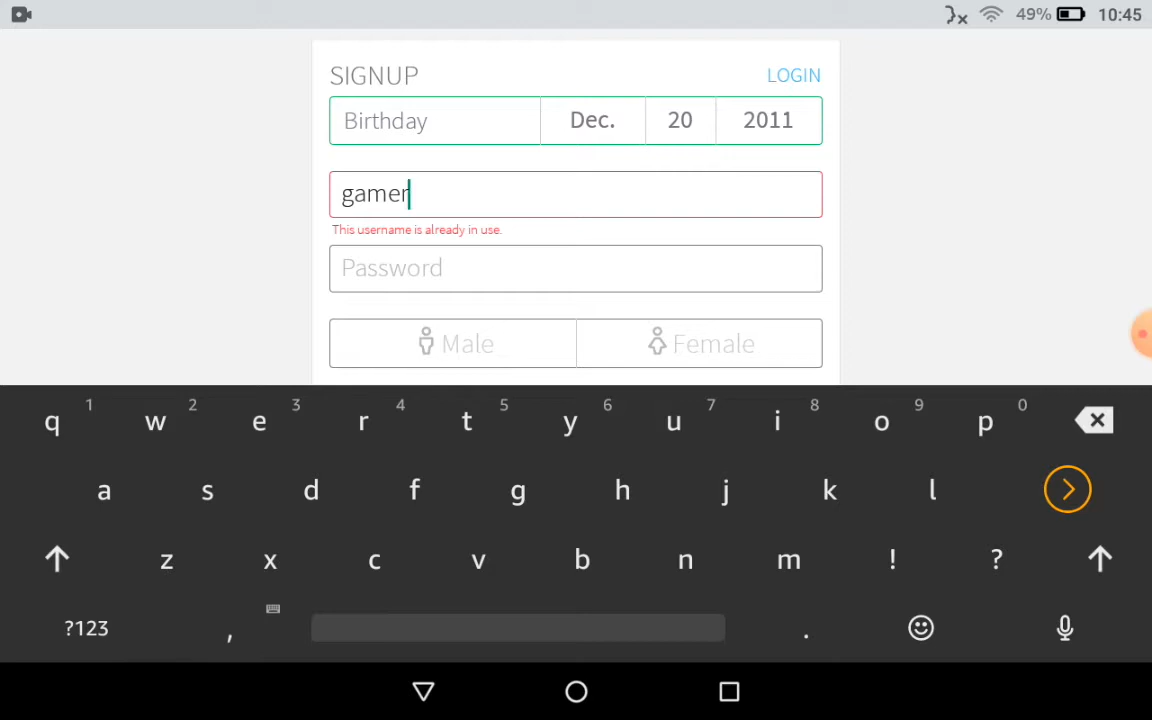 49% 10:45
SIGNUP LOGIN
Birthday Dec. 20 2011
gamer
This username is already in use.
Password
Male Female
1 2 3 4 5 6 7 8 9 0
q w e r t y u i o p
a s d f g h j k l
z x c v b n m ! ?
?123 , .